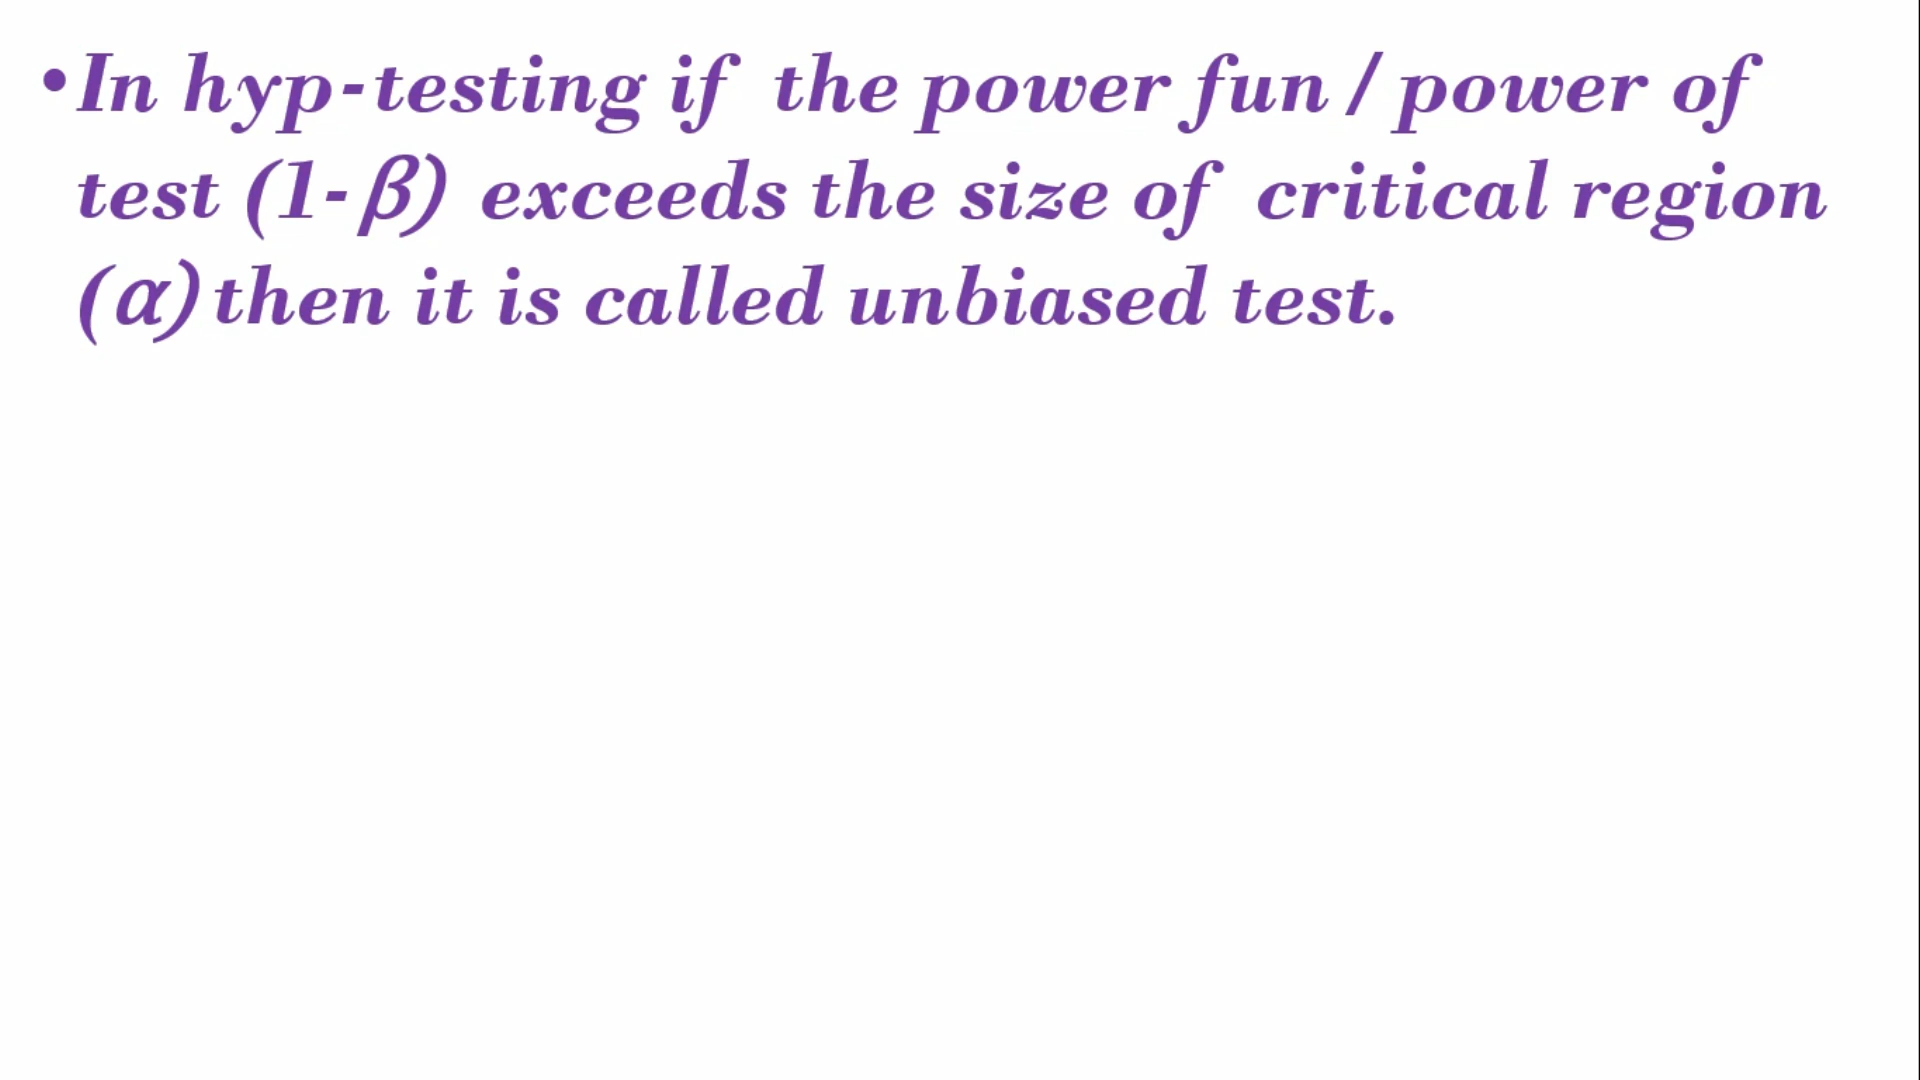 •In hyp-testing if the power fun / power of
test (1-β) exceeds the size of critical region
(α) then it is called unbiased test.